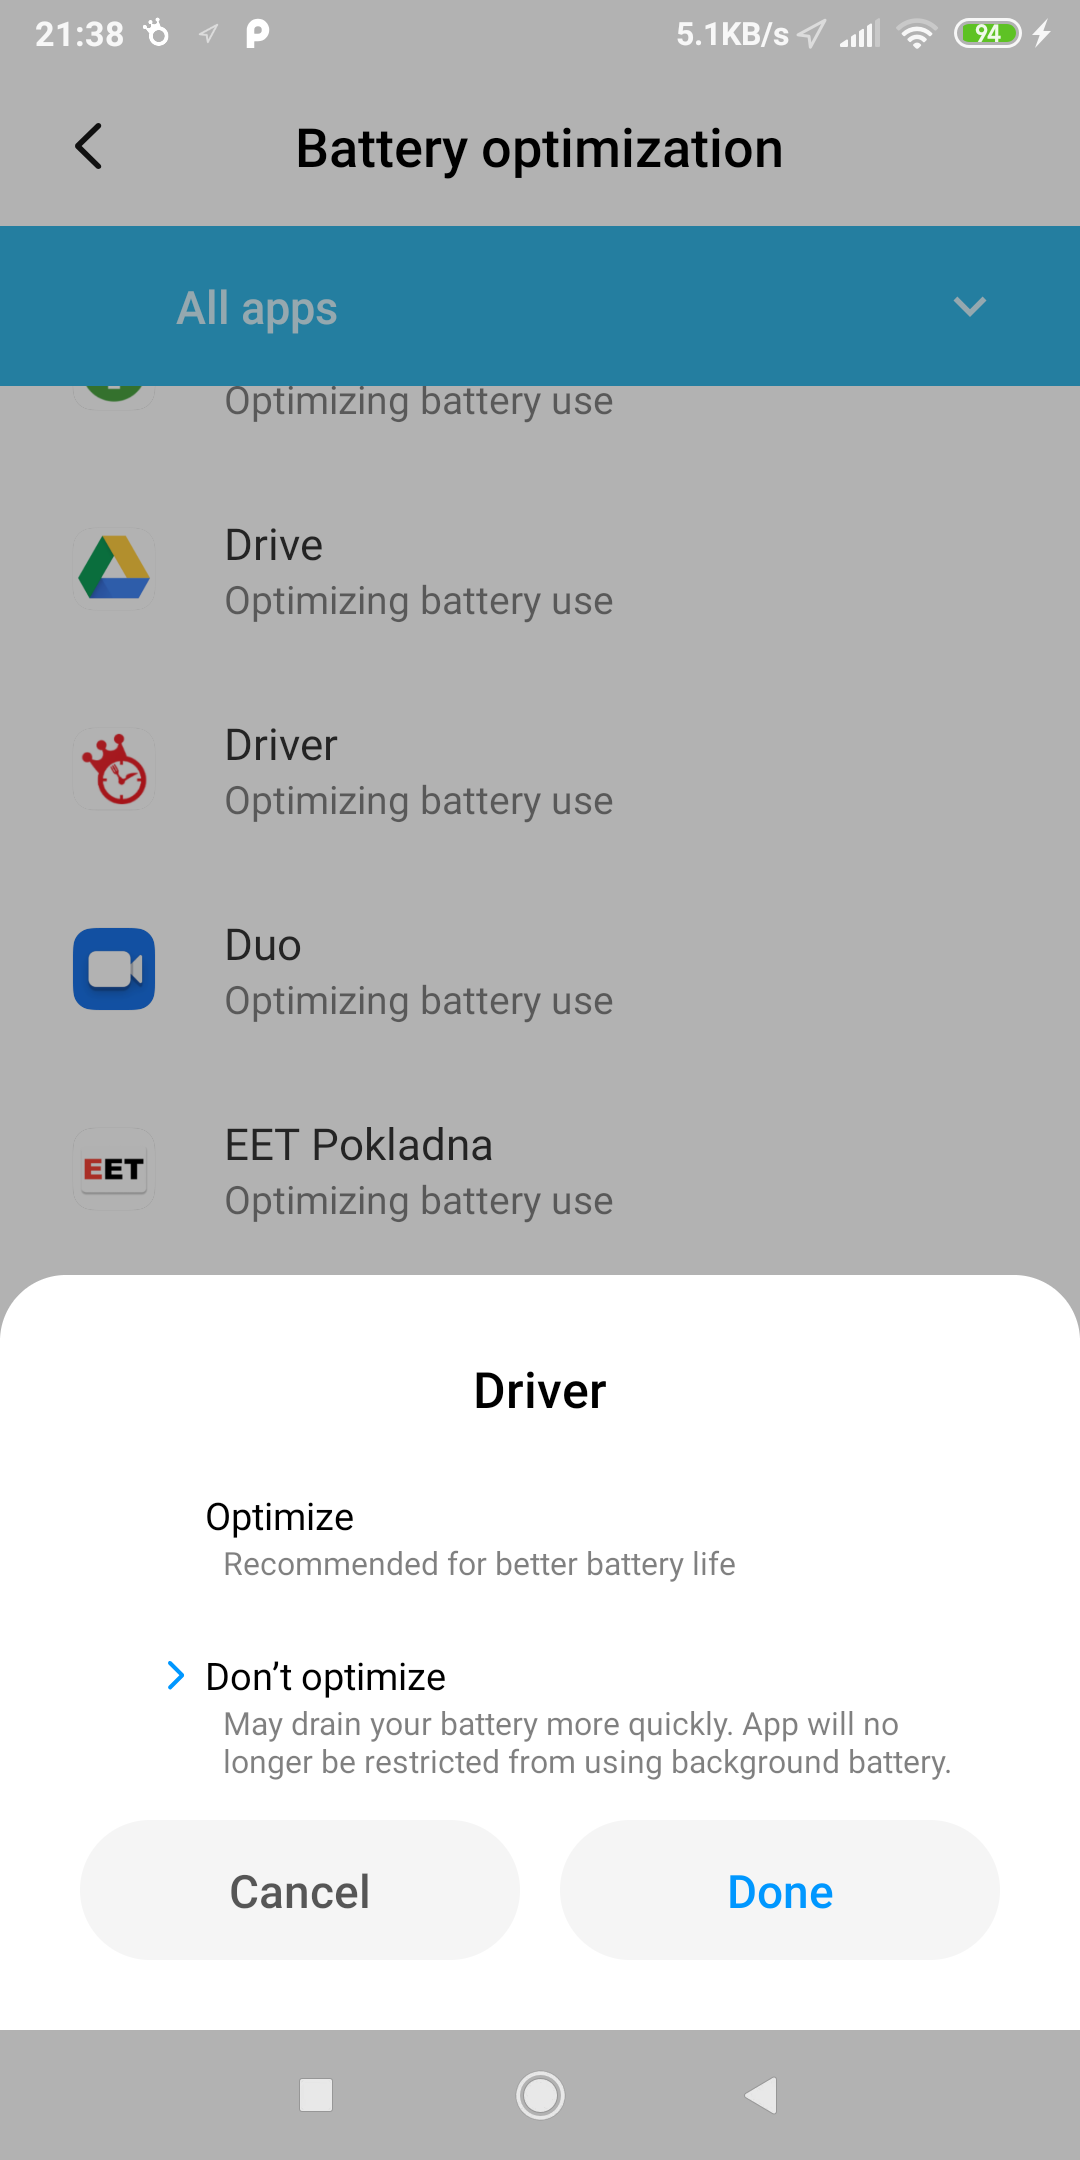 21:38
5.1KB/s
94
Battery optimization
All apps
Optimizing battery use
Drive
Optimizing battery use
Driver
Optimizing battery use
Duo
Optimizing battery use
EET
EET Pokladna
Optimizing battery use
Driver
Optimize
Recommended for better battery life
Don’t optimize
May drain your battery more quickly. App will no
longer be restricted from using background battery.
Cancel
Done